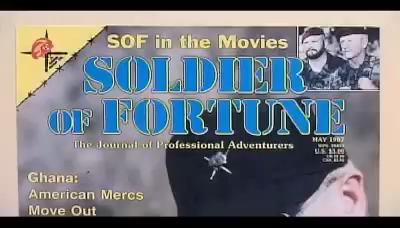 SOF in the Movies
SOLDIER
OF FORTUNE
The Journal of Professional Adventurers
MAY 1987
U.S. $3.00
Ghana:
American Mercs
Move Out